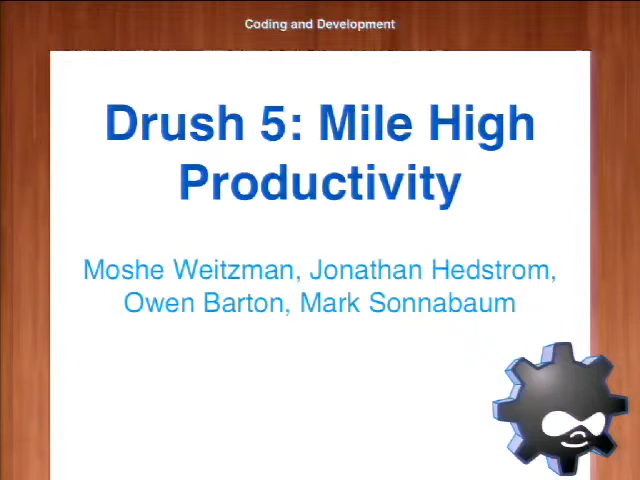 Coding and Development
Drush 5: Mile High
Productivity
Moshe Weitzman, Jonathan Hedstrom,
Owen Barton, Mark Sonnabaum